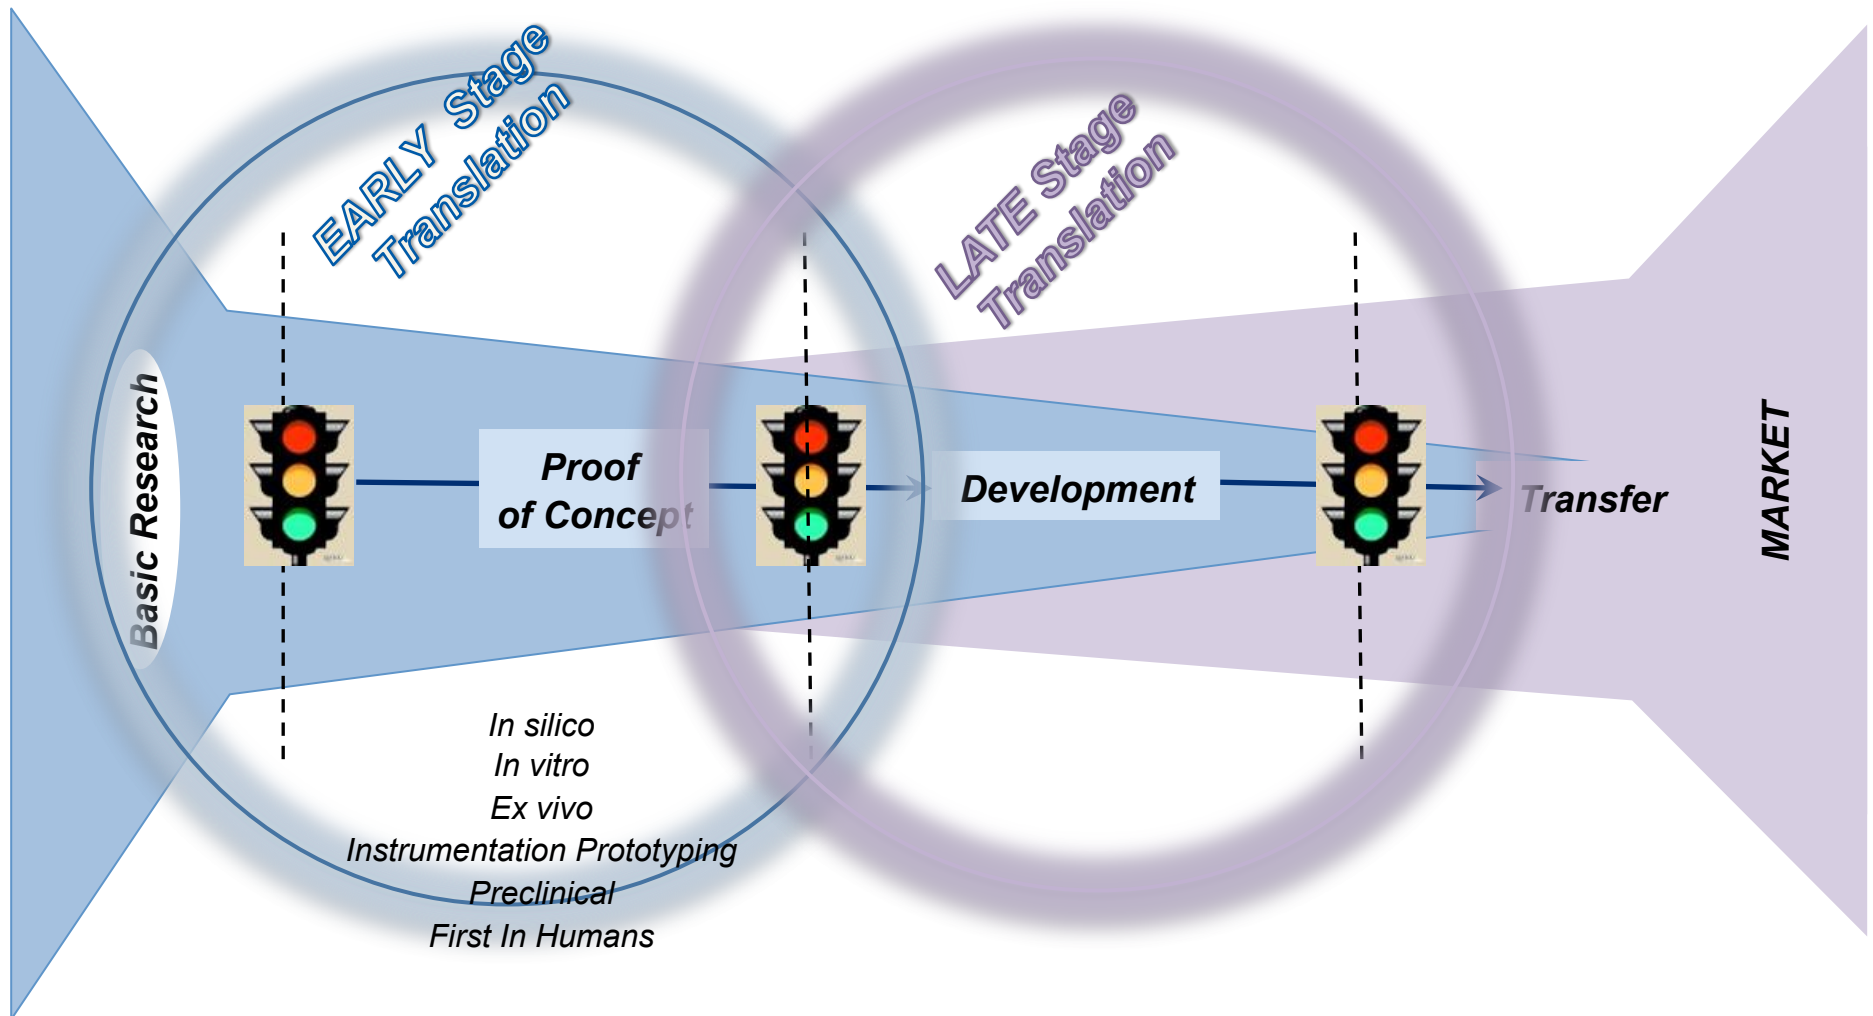 EARLY Stage
Translation
LATE Stage
Translation
Basic Research
Proof
of Concept
Development
Transfer
MARKET
In silico
In vitro
Ex vivo
Instrumentation Prototyping
Preclinical
First In Humans